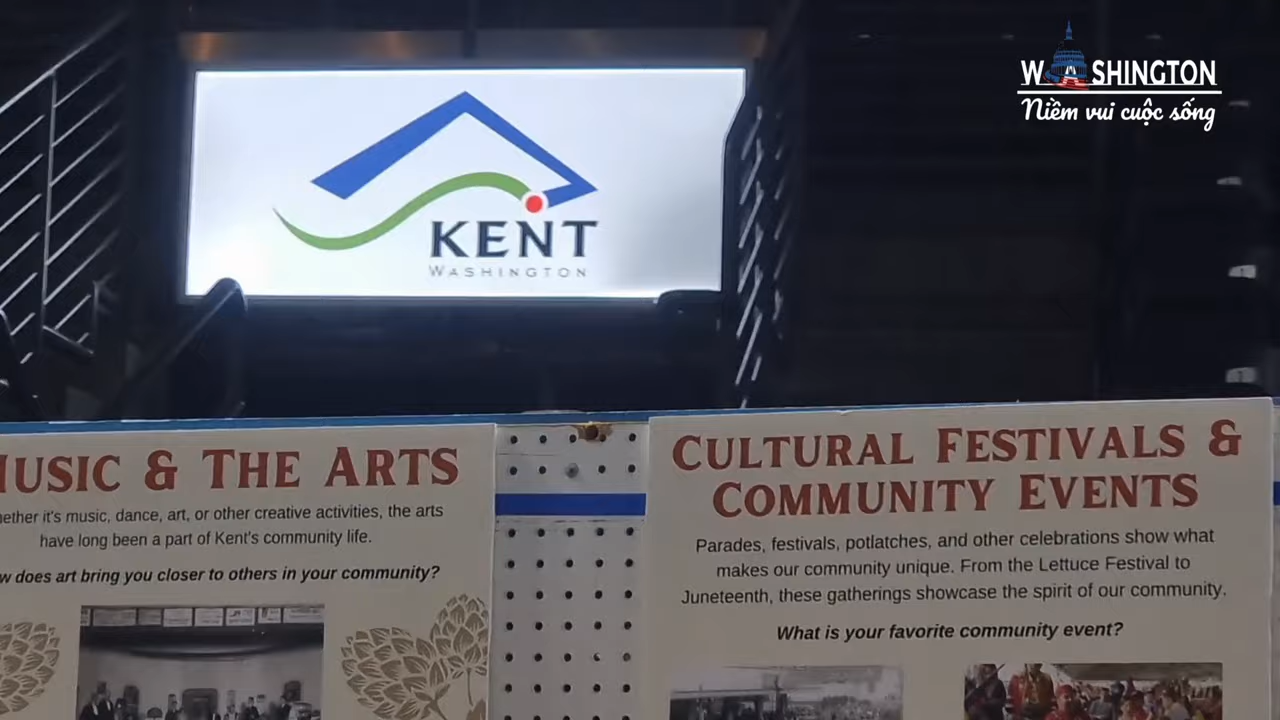 WASHINGTON
Niềm vui cuộc sống
KENT
WASHINGTON
MUSIC & THE ARTS
it's music, dance, art, or other creative activities, the arts
have long been a part of Kent's community life.
does art bring you closer to others in your community?
CULTURAL FESTIVALS &
COMMUNITY EVENTS
Parades, festivals, potlatches, and other celebrations show what
makes our community unique. From the Lettuce Festival to
Juneteenth, these gatherings showcase the spirit of our community.
What is your favorite community event?